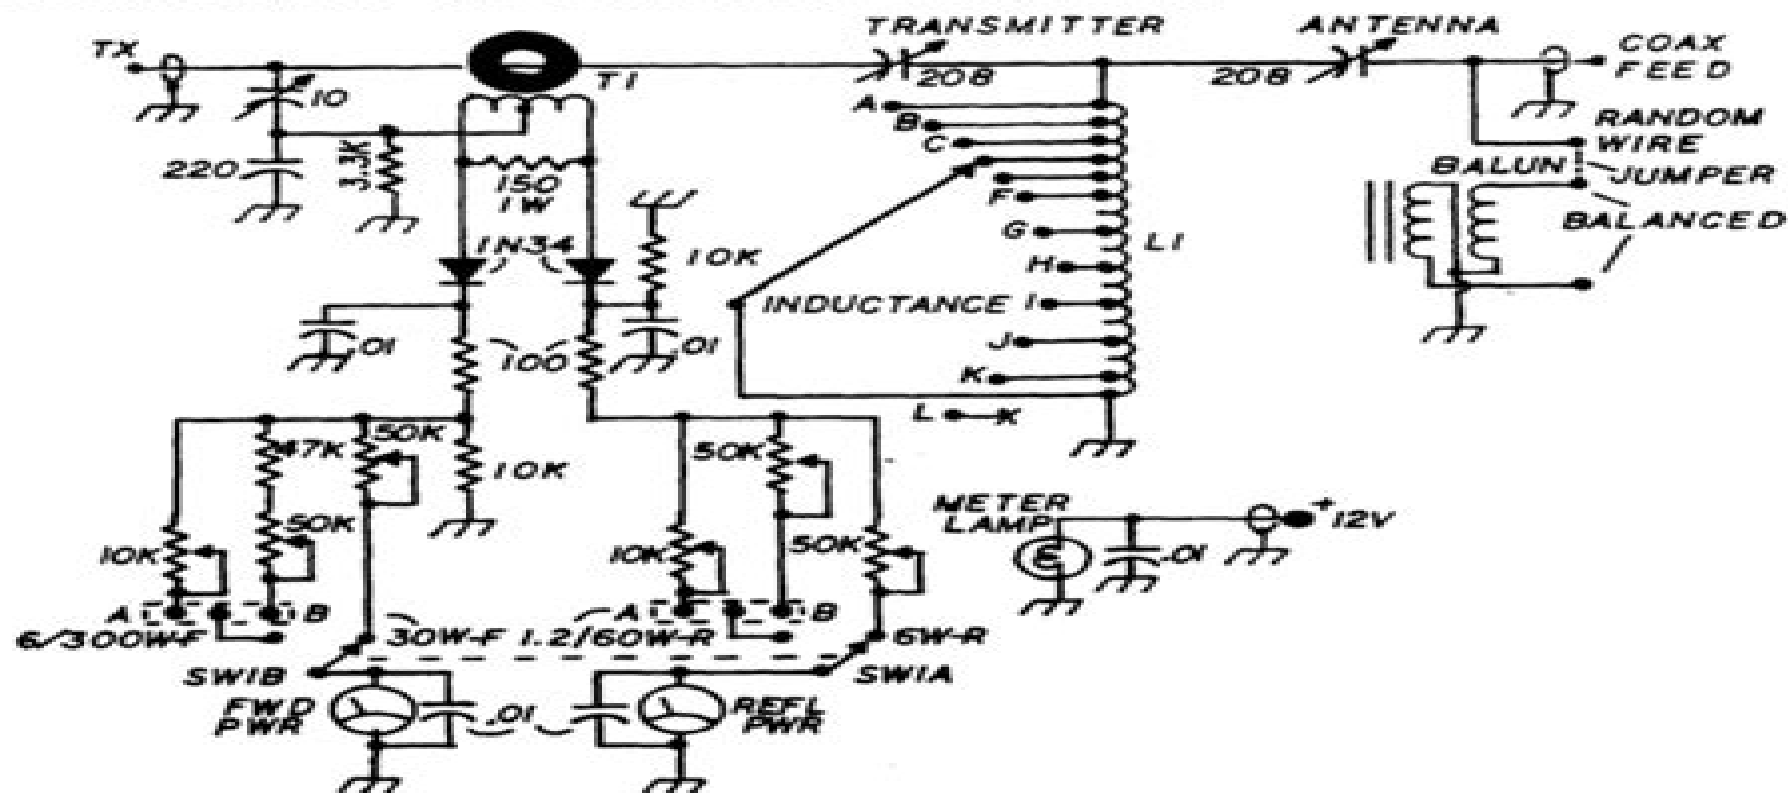 TRANSMITTER
ANTENNA
TX
COAX
FEED
T1
208
208
10
A
B
C
RANDOM
WIRE
3.3K
220
BALUN
JUMPER
150
1W
F
BALANCED
G
L1
1N34
10K
H
INDUCTANCE
I
.01
100
.01
J
K
L
50K
47K
10K
50K
METER
LAMP
+
12V
50K
10K
10K
50K
.01
A
B
A
B
6/300W-F
30W-F
1.2/60W-R
6W-R
SW1B
SW1A
FWD
PWR
.01
REFL
PWR